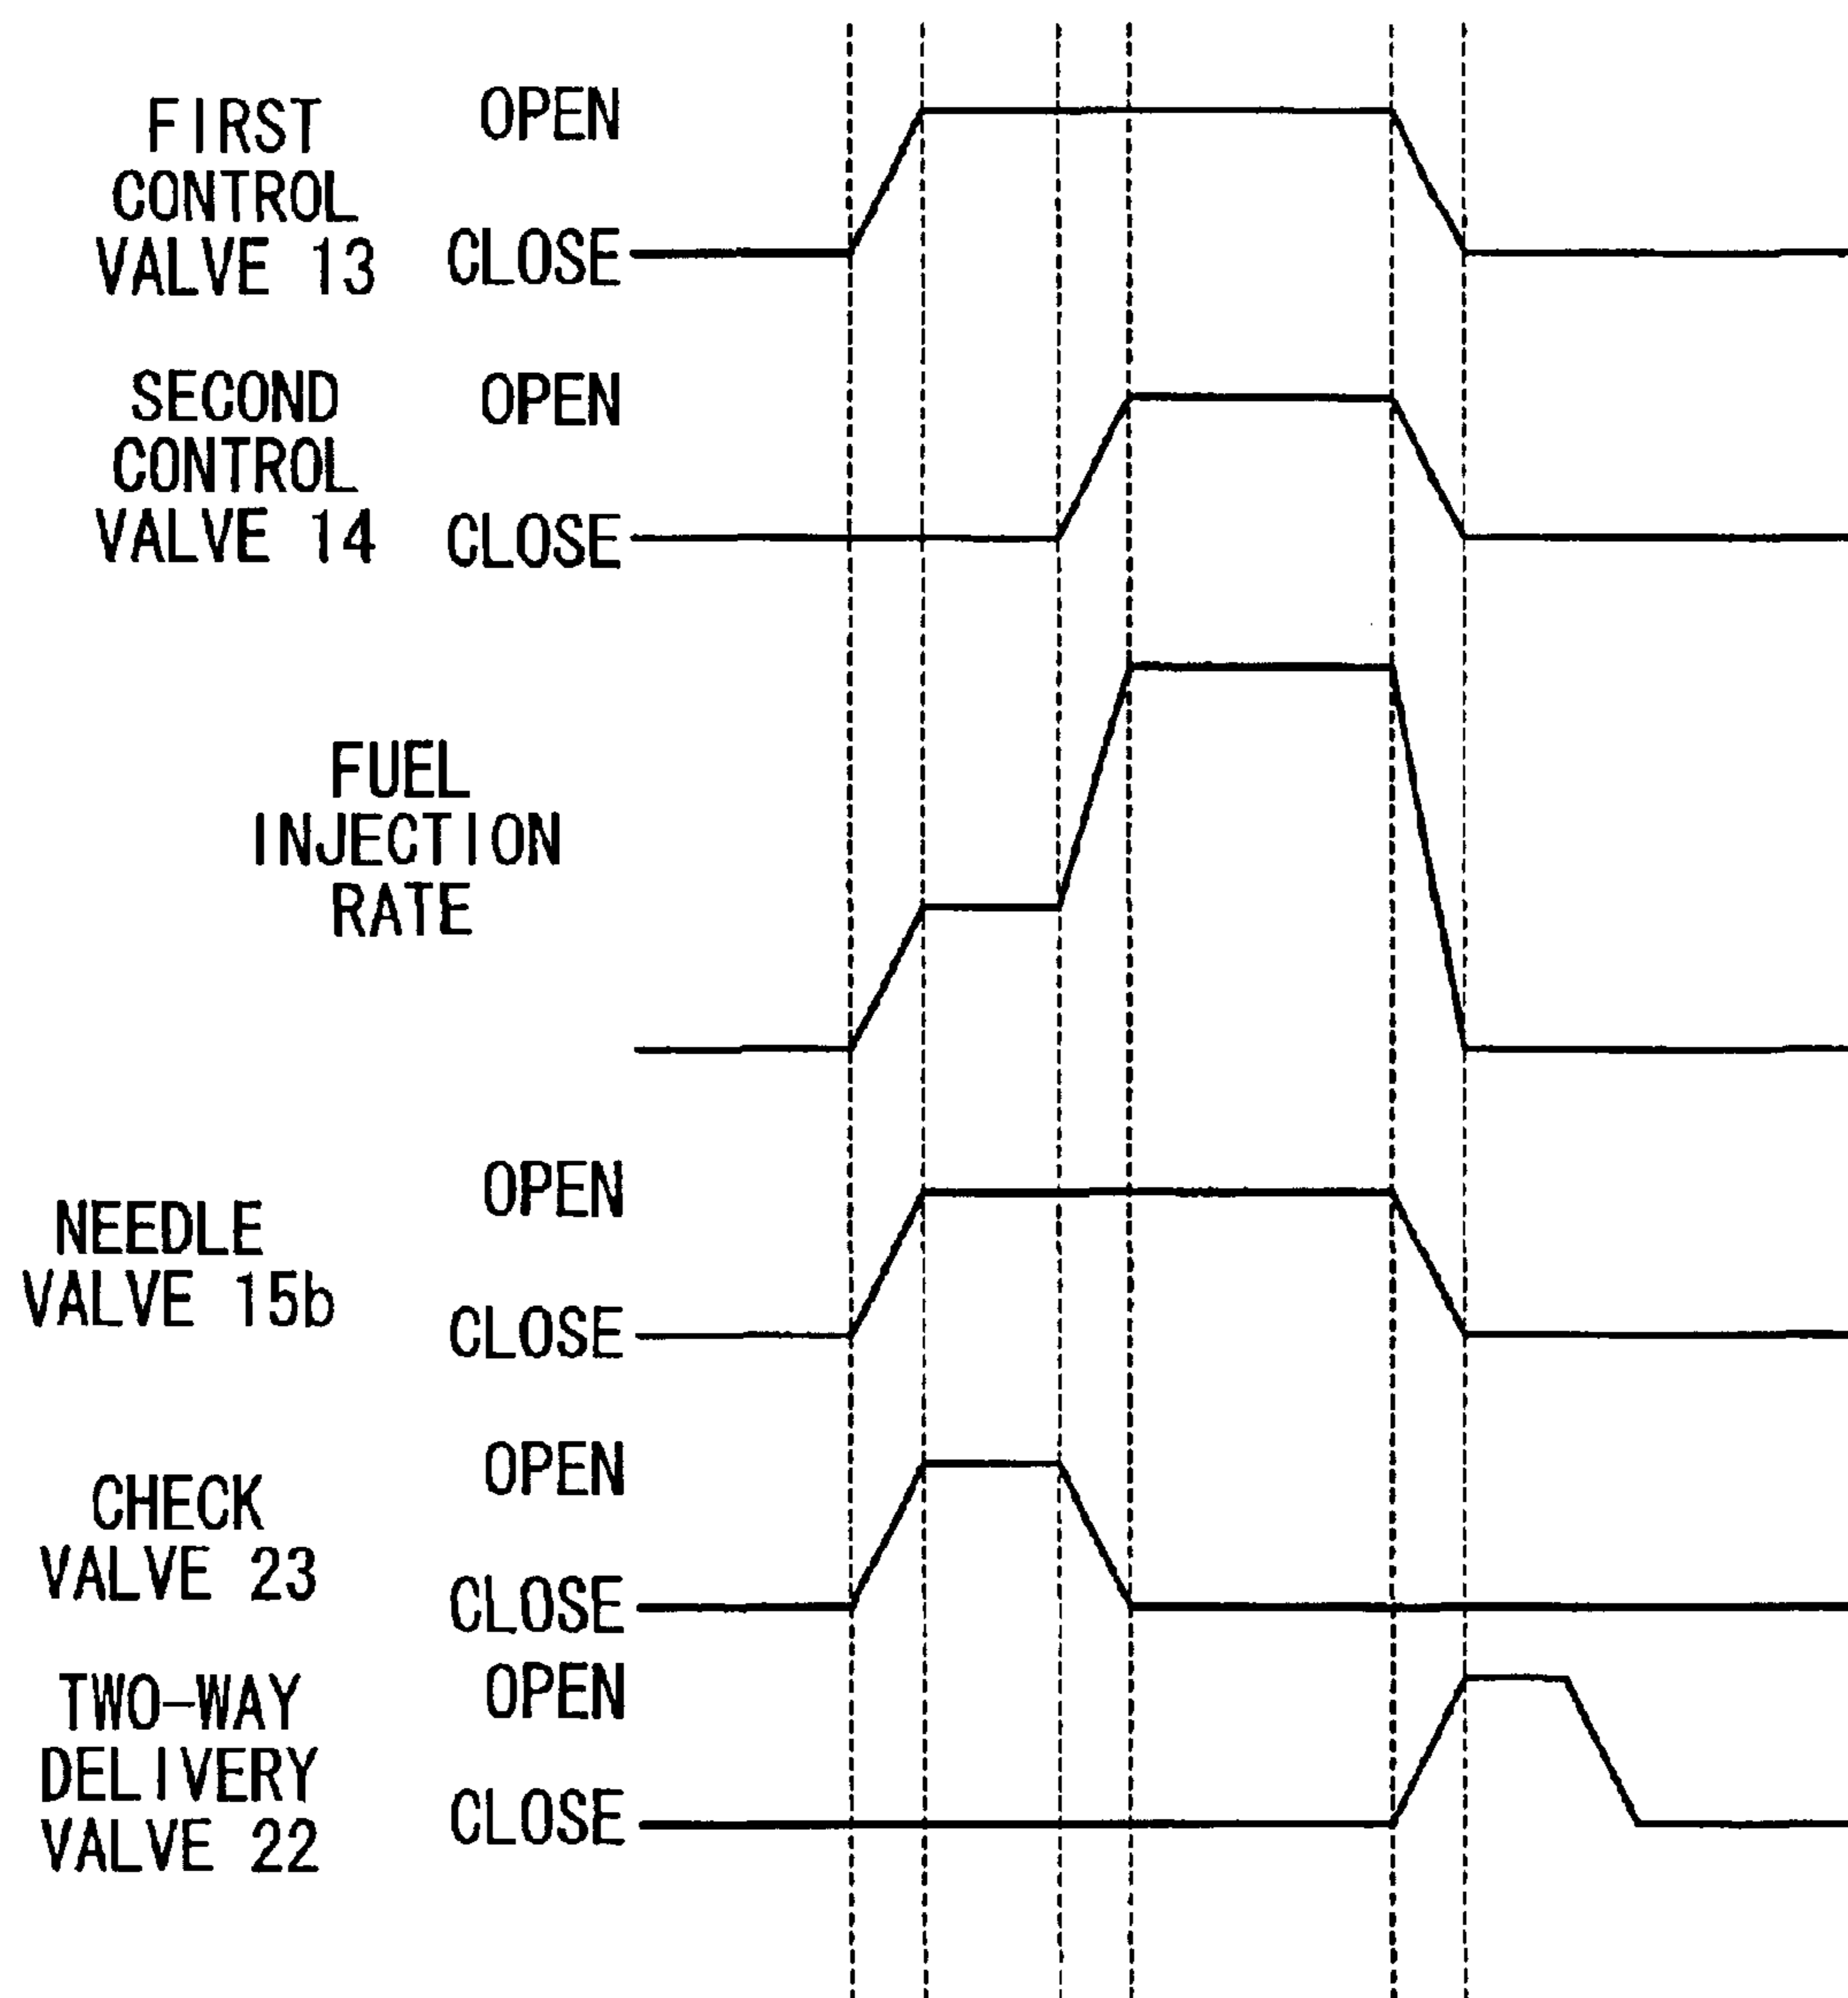 FIRST
CONTROL
VALVE 13
OPEN
CLOSE
SECOND
CONTROL
VALVE 14
OPEN
CLOSE
FUEL
INJECTION
RATE
NEEDLE
VALVE 15b
OPEN
CLOSE
CHECK
VALVE 23
OPEN
CLOSE
TWO-WAY
DELIVERY
VALVE 22
OPEN
CLOSE